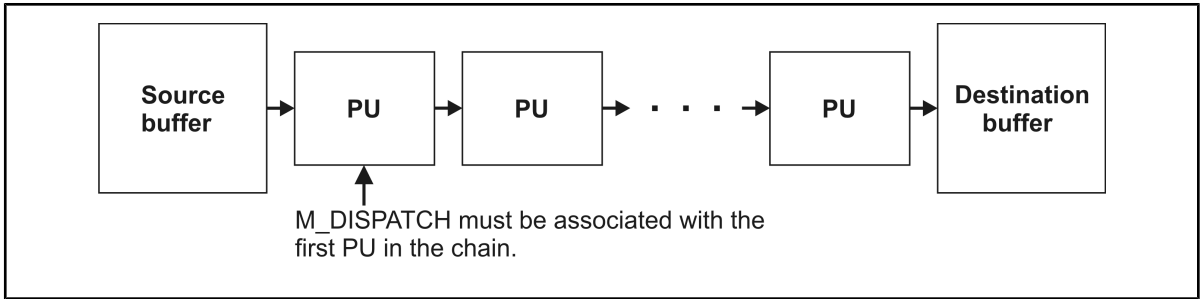 Source
buffer
PU
PU
. . .
PU
Destination
buffer
M_DISPATCH must be associated with the
first PU in the chain.